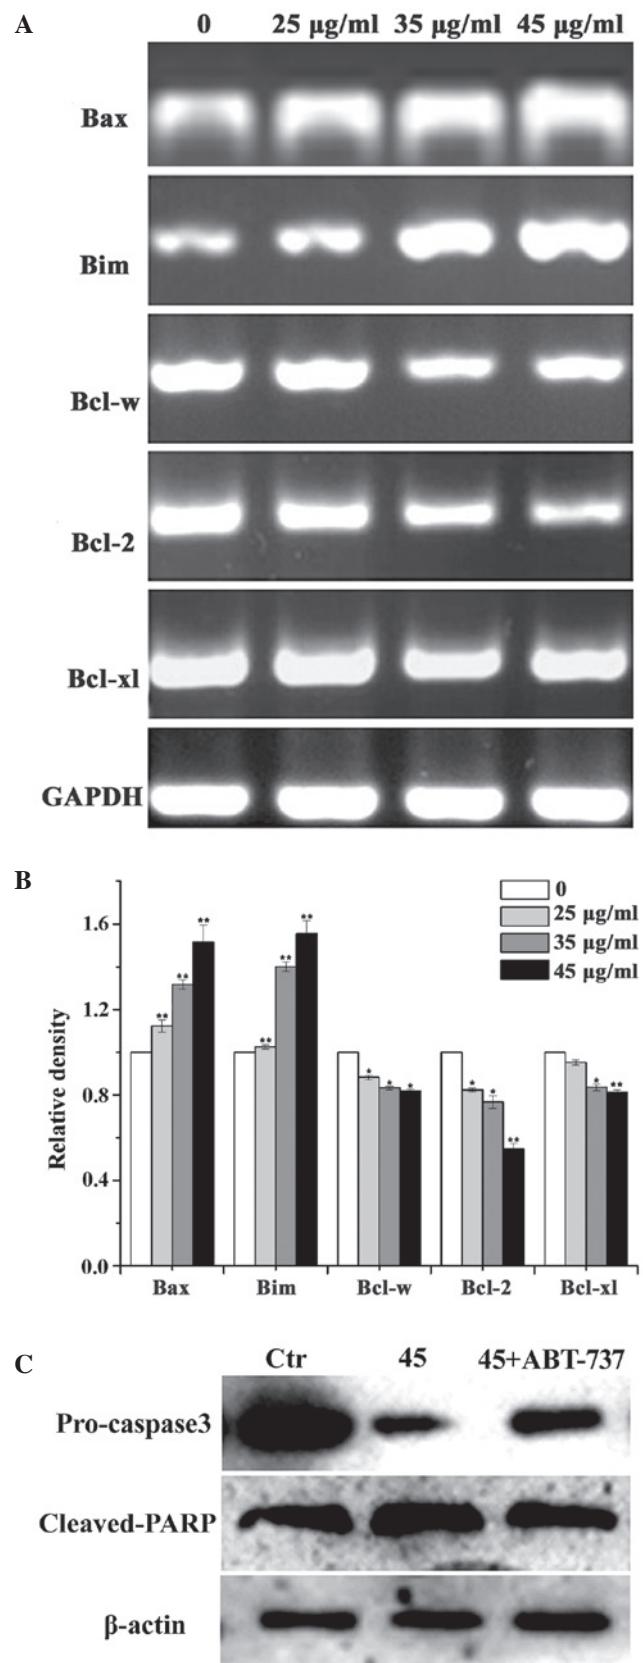 A
0 25 μg/ml 35 μg/ml 45 μg/ml
Bax
Bim
Bcl-w
Bcl-2
Bcl-xl
GAPDH
B
0
25 μg/ml
35 μg/ml
45 μg/ml
Relative density
1.6
1.2
0.8
0.4
0.0
** ** **
** ** **
* * *
* * **
* **
Bax Bim Bcl-w Bcl-2 Bcl-xl
C
Ctr 45 45+ABT-737
Pro-caspase3
Cleaved-PARP
β-actin